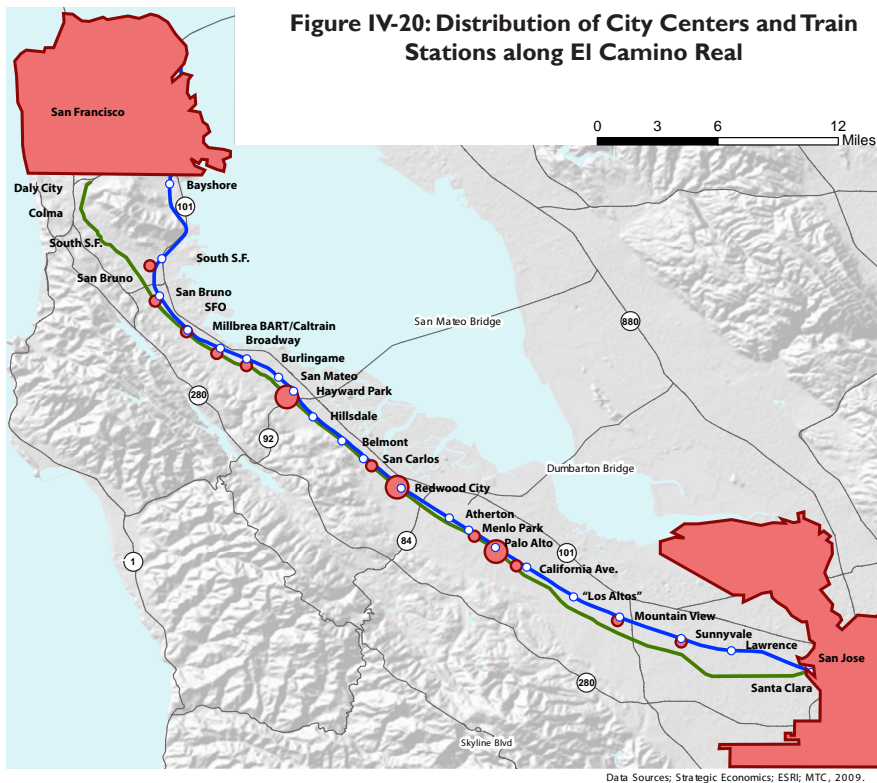 Figure IV-20: Distribution of City Centers and Train
Stations along El Camino Real
0 3 6 12
Miles
San Francisco
Daly City
Bayshore
101
Colma
South S.F.
South S.F.
San Bruno
San Bruno
SFO
Millbrea BART/Caltrain
Broadway
San Mateo Bridge
880
Burlingame
San Mateo
280
Hayward Park
Hillsdale
92
Belmont
San Carlos
Dumbarton Bridge
Redwood City
Atherton
Menlo Park
84
Palo Alto
101
1
California Ave.
"Los Altos"
Mountain View
Sunnyvale
Lawrence
San Jose
280
Santa Clara
Skyline Blvd
Data Sources; Strategic Economics; ESRI; MTC, 2009.